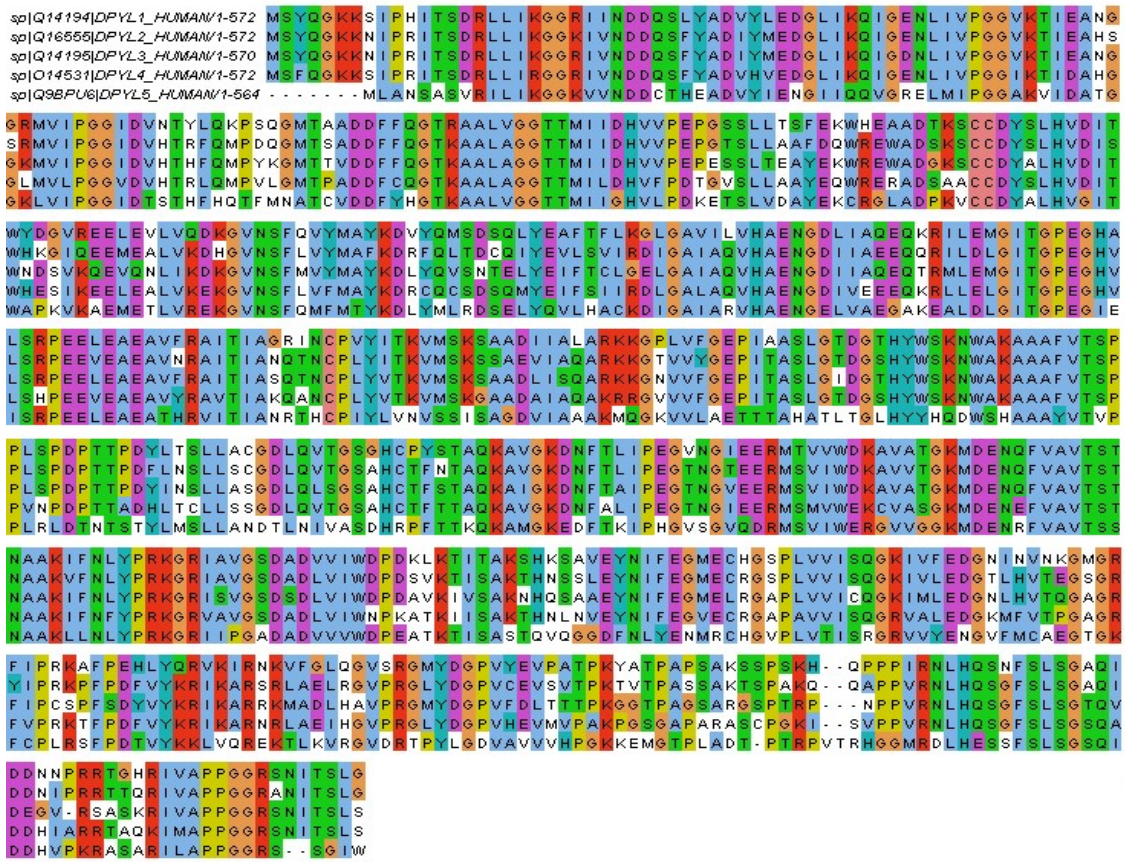 sp|Q14194|DPYL1_HUMAN/1-572 MSYQGKKSIPHITSDRLLIKGGRIINDDQSLYADVYLEDGLIKQIGENLIVPGGVKTIEANG
sp|Q16555|DPYL2_HUMAN/1-572 MSYQGKKNIPRITSDRLLIKGGKIVNDDQSFYADIYMEDGLIKQIGENLIVPGGVKTIEAHS
sp|Q14195|DPYL3_HUMAN/1-570 MSYQGKKNIPRITSDRLLIKGGRIVNDDQSFYADIYMEDGLIKQIGDNLIVPGGVKTIEANG
sp|O14531|DPYL4_HUMAN/1-572 MSFQGKKSIPRITSDRLLIRGGRIVNDDQSFYADVHVEDGLIKQIGENLIVPGGIKTIDAHG
sp|Q9BPU6|DPYL5_HUMAN/1-564 -------MLANSASVRILIKGGKVVNDDCTHEADVYIENGIIQQVGRELMIPGGAKVIDATG
GRMVIPGGIDVNTYLQKPSQGMTAADDFFQGTRAALVGGTTMIIDHVVPEPGSSLLTSFEKWHEAADTKSCCDYSLHVDIT
SRMVIPGGIDVHTRFQMPDQGMTSADDFFQGTKAALAGGTTMIIDHVVPEPGTSLLAAFDQWREWADSKSCCDYSLHVDIS
GKMVIPGGIDVHTHFQMPYKGMTTVDDFFQGTKAALAGGTTMIIDHVVPEPESSLTEAYEKWREWADGKSCCDYALHVDIT
GLMVLPGGVDVHTRLQMPVLGMTPADDFCQGTKAALAGGTTMILDHVFPDTGVSLLAAYEQWRERADSAACCDYSLHVDIT
GKLVIPGGIDTSTHFHQTFMNATCVDDFYHGTKAALVGGTTMIIGHVLPDKETSLVDAYEKCRGLADPKVCCDYALHVGIT
WYDGVREELEVLVQDKGVNSFQVYMAYKDVYQMSDSQLYEAFTFLKGLGAVILVHAENGDLIAQEQKRILEMGITGPEGHA
WHKGIQEEMEALVKDHGVNSFLVYMAYKDRFQLTDCQIYEVLSVIRDIGAIAQVHAENGDIIAEEQQRILDLGITGPEGHV
WNDSVKQEVQNLIKDKGVNSFMVYMAYKDLYQVSNTELYEIFTCLGELGAIAQVHAENGDIIAQEQTRMLEMGITGPEGHV
WHESIKEELEALVKEKGVNSFLVFMAYKDRCQCSDSQMYEIFSIIRDLGALAQVHAENGDIVEEEQKRLLELGITGPEGHV
WAPKVKAEMETLVREKGVNSFQMFMTYKDLYMLRDSELYQVLHACKDIGAIARVHAENGELVAEGAKEALDLGITGPEGIE
LSRPEELEAEAVFRAITIAGRINCPVYITKVMSKSAADIIALARKKGPLVFGEPIAASLGTDGTHYWSKNWAKAAAFVTSP
LSRPEEVEAEAVNRAITIANQTNCPLYITKVMSKSSAEVIAQARKKGTVVYGEPITASLGTDGSHYWSKNWAKAAAFVTSP
LSRPEELEAEAVFRAITIASQTNCPLYVTKVMSKSAADLISQARKKGNVVFGEPITASLGIDGTHYWSKNWAKAAAFVTSP
LSHPEEVEAEAVYRAVTIAKQANCPLYVTKVMSKGAADAIAQAKRRGVVVFGEPITASLGTDGSHYWSKNWAKAAAFVTSP
ISRPEELEAEATHRVITIANRTHCPIYLVNVSSISAGDVIAAAKMQGKVVLAETTTAHATLTGLHYYHQDWSHAAAYVTVP
PLSPDPTTPDYLTSLLACGDLQVTGSGHCPYSTAQKAVGKDNFTLIPEGVNGIEERMTVVWDKAVATGKMDENQFVAVTST
PLSPDPTTPDFLNSLLSCGDLQVTGSAHCTFNTAQKAVGKDNFTLIPEGTNGTEERMSVIWDKAVVTGKMDENQFVAVTST
PLSPDPTTPDYINSLLASGDLQLSGSAHCTFSTAQKAIGKDNFTAIPEGTNGVEERMSVIWDKAVATGKMDENQFVAVTST
PVNPDPTTADHLTCLLSSGDLQVTGSAHCTFTTAQKAVGKDNFALIPEGTNGIEERMSMVWEKCVASGKMDENEFVAVTST
PLRLDTNTSTYLMSLLANDTLNIVASDHRPFTTKQKAMGKEDFTKIPHGVSGVQDRMSVIWERGVVGGKMDENRFVAVTSS
NAAKIFNLYPRKGRIAVGSDADVVIWDPDKLKTITAKSHKSAVEYNIFEGMECHGSPLVVISQGKIVFEDGNINVNKGMGR
NAAKVFNLYPRKGRIAVGSDADLVIWDPDSVKTISAKTHNSSLEYNIFEGMECRGSPLVVISQGKIVLEDGTLHVTEGSGR
NAAKIFNLYPRKGRISVGSDSDLVIWDPDAVKIVSAKNHQSAAEYNIFEGMELRGAPLVVICQGKIMLEDGNLHVTQGAGR
NAAKIFNFYPRKGRVAVGSDADLVIWNPKATKIISAKTHNLNVEYNIFEGVECRGAPAVVISQGRVALEDGKMFVTPGAGR
NAAKLLNLYPRKGRIIPGADADVVVWDPEATKTISASTQVQGGDFNLYENMRCHGVPLVTISRGRVVYENGVFMCAEGTGK
FIPRKAFPEHLYQRVKIRNKVFGLQGVSRGMYDGPVYEVPATPKYATPAPSAKSSPSKH--QPPPIRNLHQSNFSLSGAQI
YIPRKPFPDFVYKRIKARSRLAELRGVPRGLYDGPVCEVSVTPKTVTPASSAKTSPAKQ--QAPPVRNLHQSGFSLSGAQI
FIPCSPFSDYVYKRIKARRKMADLHAVPRGMYDGPVFDLTTTPKGGTPAGSARGSPTRP---NPPVRNLHQSGFSLSGTQV
FVPRKTFPDFVYKRIKARNRLAEIHGVPRGLYDGPVHEVMVPAKPGSGAPARASCPGKI--SVPPVRNLHQSGFSLSGSQA
FCPLRSFPDTVYKKLVQREKTLKVRGVDRTPYLGDVAVVVHPGKKEMGTPLADT-PTRPVTRHGGMRDLHESSFSLSGSQI
DDNNPRRTGHRIVAPPGGRSNITSLG
DDNIPRRTTQRIVAPPGGRANITSLG
DEGV-RSASKRIVAPPGGRSNITSLS
DDHIARRTAQKIMAPPGGRSNITSLS
DDHVPKRASARILAPPGGRS--SGIW